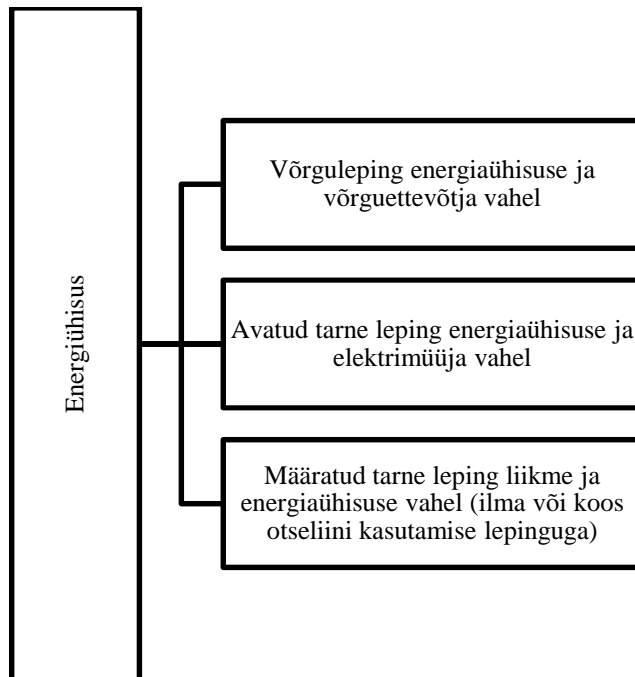 Energiühisus
Võrguleping energiaühisuse ja
võrguettevõtja vahel
Avatud tarne leping energiaühisuse ja
elektrimüüja vahel
Määratud tarne leping liikme ja
energiaühisuse vahel (ilma või koos
otseliini kasutamise lepinguga)